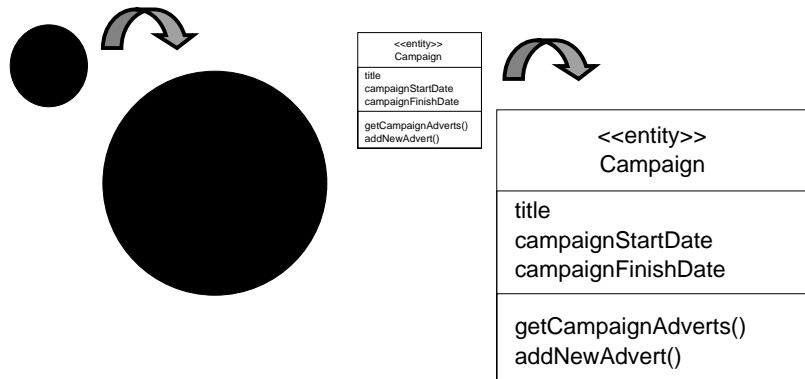 <<entity>>
Campaign
title
campaignStartDate
campaignFinishDate
getCampaignAdverts()
addNewAdvert()
<<entity>>
Campaign
title
campaignStartDate
campaignFinishDate
getCampaignAdverts()
addNewAdvert()